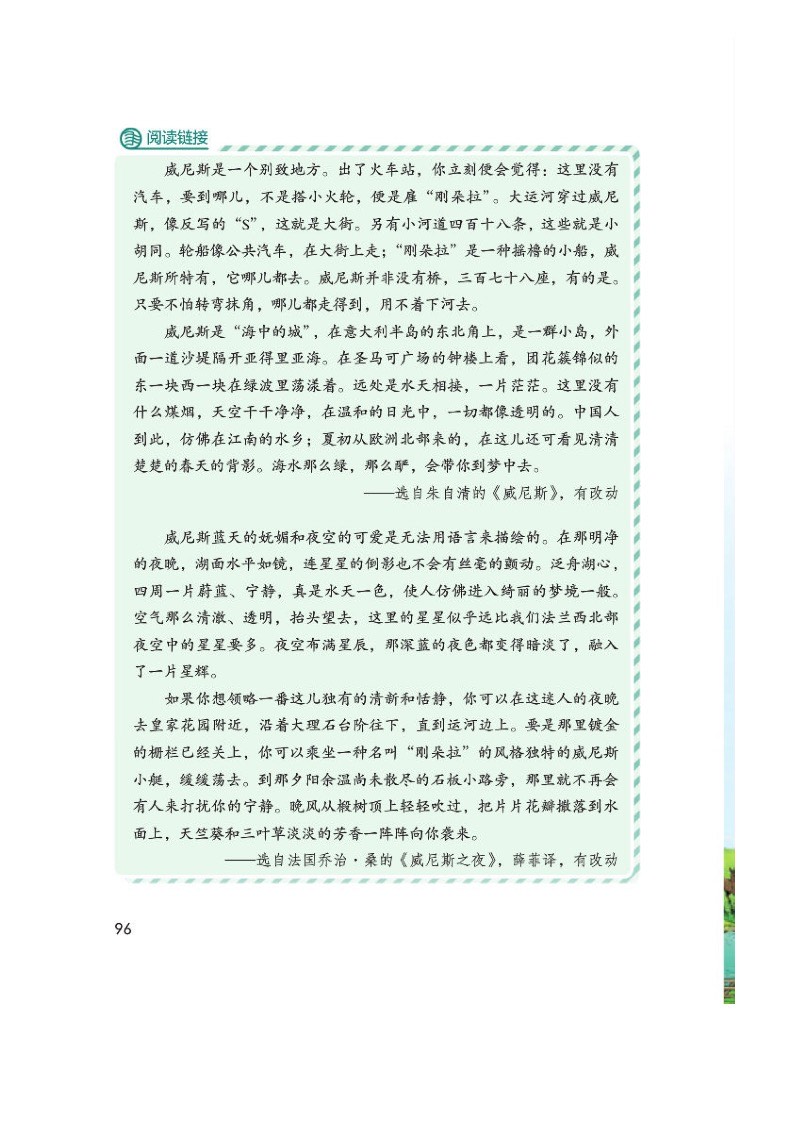 阅读链接
威尼斯是一个别致地方。出了火车站，你立刻便会觉得：这里没有
汽车，要到哪儿，不是搭小火轮，便是雇“刚朵拉”。大运河穿过威尼
斯，像反写的“S”，这就是大街。另有小河道四百十八条，这些就是小
胡同。轮船像公共汽车，在大街上走；“刚朵拉”是一种摇橹的小船，威
尼斯所特有，它哪儿都去。威尼斯并非没有桥，三百七十八座，有的是。
只要不怕转弯抹角，哪儿都走得到，用不着下河去。
威尼斯是“海中的城”，在意大利半岛的东北角上，是一群小岛，外
面一道沙堤隔开亚得里亚海。在圣马可广场的钟楼上看，团花簇锦似的
东一块西一块在绿波里荡漾着。远处是水天相接，一片茫茫。这里没有
什么煤烟，天空干干净净，在温和的日光中，一切都像透明的。中国人
到此，仿佛在江南的水乡；夏初从欧洲北部来的，在这儿还可看见清清
楚楚的春天的背影。海水那么绿，那么酽，会带你到梦中去。
——选自朱自清的《威尼斯》，有改动
威尼斯蓝天的妩媚和夜空的可爱是无法用语言来描绘的。在那明净
的夜晚，湖面水平如镜，连星星的倒影也不会有丝毫的颤动。泛舟湖心，
四周一片蔚蓝、宁静，真是水天一色，使人仿佛进入绮丽的梦境一般。
空气那么清澈、透明，抬头望去，这里的星星似乎远比我们法兰西北部
夜空中的星星要多。夜空布满星辰，那深蓝的夜色都变得暗淡了，融入
了一片星辉。
如果你想领略一番这儿独有的清新和恬静，你可以在这迷人的夜晚
去皇家花园附近，沿着大理石台阶往下，直到运河边上。要是那里镀金
的栅栏已经关上，你可以乘坐一种名叫“刚朵拉”的风格独特的威尼斯
小艇，缓缓荡去。到那夕阳余温尚未散尽的石板小路旁，那里就不再会
有人来打扰你的宁静。晚风从椴树顶上轻轻吹过，把片片花瓣撒落到水
面上，天竺葵和三叶草淡淡的芳香一阵阵向你袭来。
——选自法国乔治·桑的《威尼斯之夜》，薛菲译，有改动
96